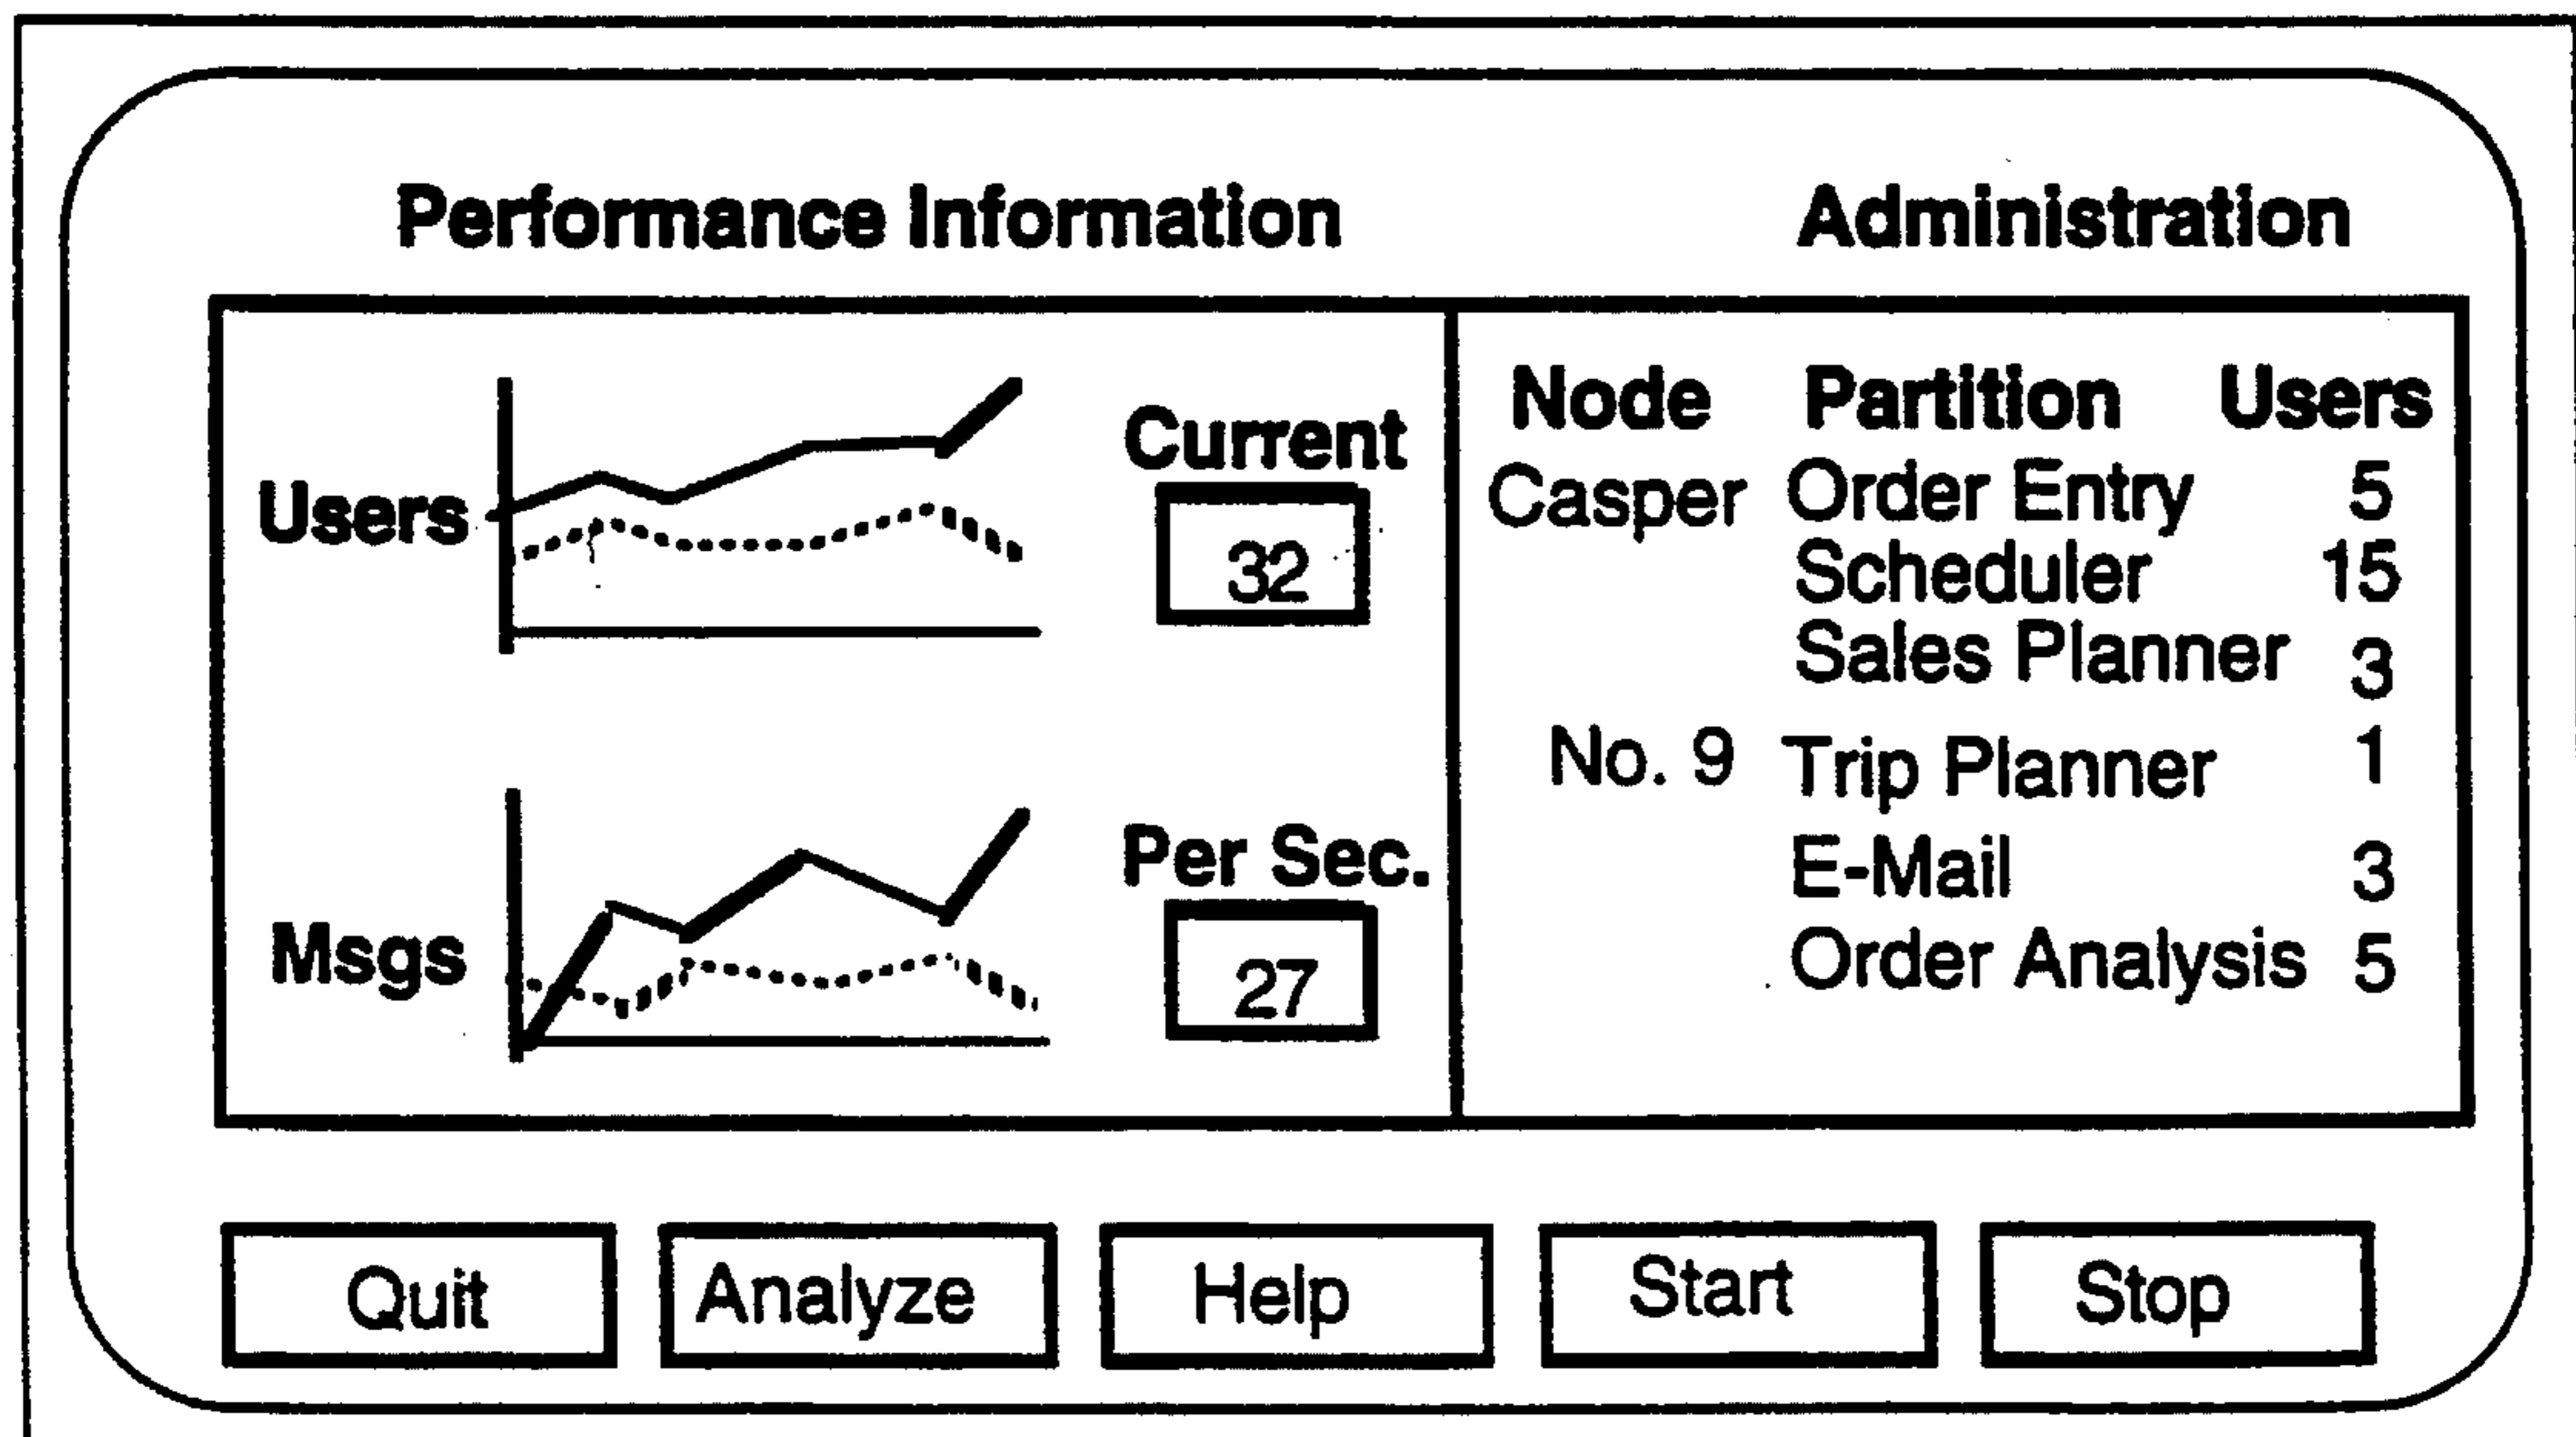 Performance Information Administration
Users
Current
32
Msgs
Per Sec.
27
Node Partition Users
Casper Order Entry 5
Scheduler 15
Sales Planner 3
No. 9 Trip Planner 1
E-Mail 3
Order Analysis 5
Quit Analyze Help Start Stop